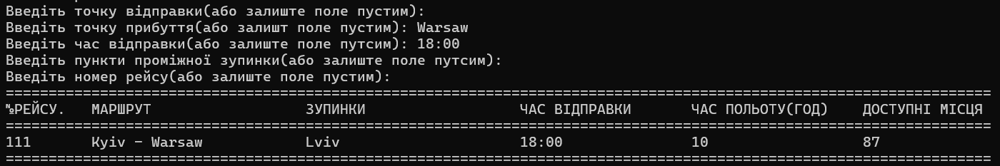 Введіть точку відправки(або залиште поле пустим):
Введіть точку прибуття(або залишт поле пустим): Warsaw
Введіть час відправки(або залиште поле путсим): 18:00
Введіть пункти проміжної зупинки(або залиште поле путсим):
Введіть номер рейсу(або залиште поле пустим):
===================================================================================================================
№РЕЙСУ. МАРШРУТ ЗУПИНКИ ЧАС ВІДПРАВКИ ЧАС ПОЛЬОТУ(ГОД) ДОСТУПНІ МІСЦЯ
===================================================================================================================
111 Kyiv - Warsaw Lviv 18:00 10 87
===================================================================================================================